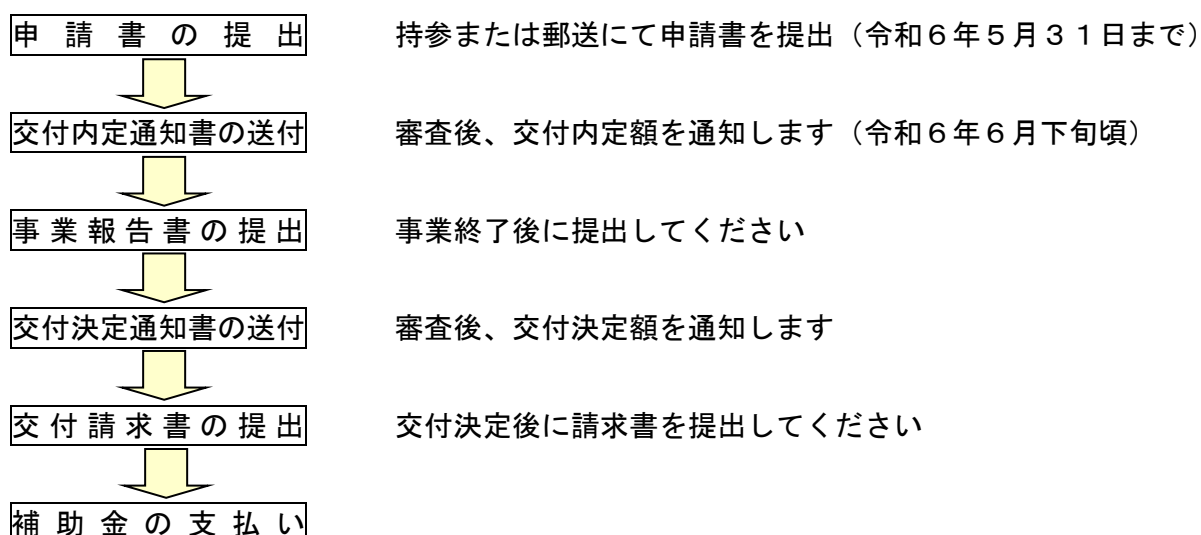 申請書の提出　持参または郵送にて申請書を提出（令和６年５月３１日まで）
交付内定通知書の送付　審査後、交付内定額を通知します（令和６年６月下旬頃）
事業報告書の提出　事業終了後に提出してください
交付決定通知書の送付　審査後、交付決定額を通知します
交付請求書の提出　交付決定後に請求書を提出してください
補助金の支払い